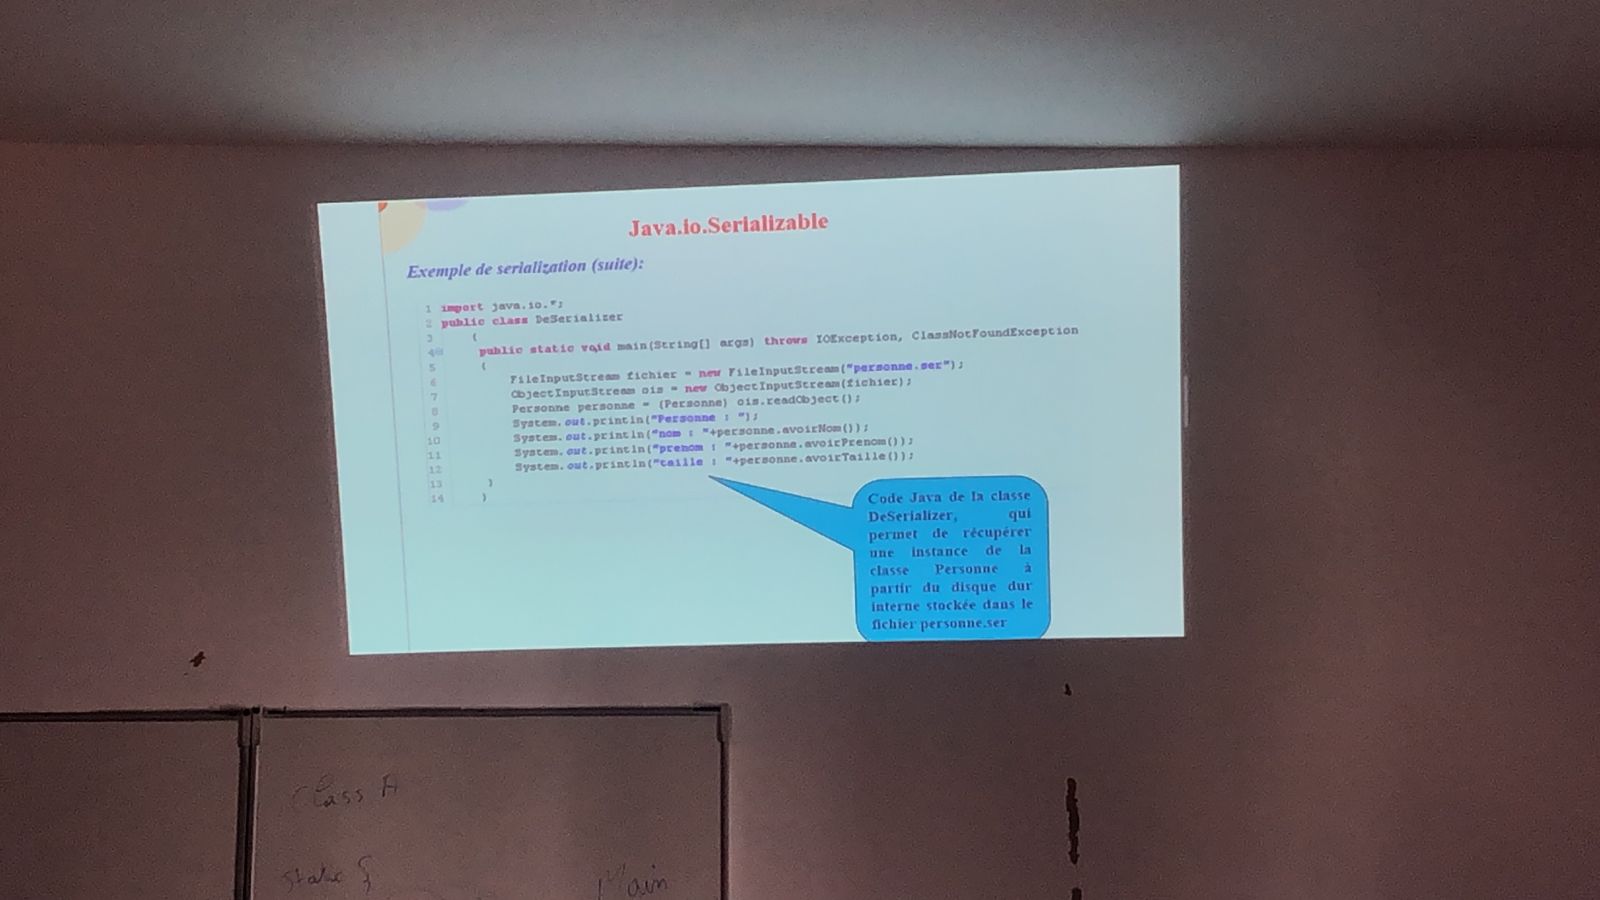 Java.io.Serializable
Exemple de serialization (suite):
1 import java.io.*;
2 public class DeSerializer
3 {
4 public static void main(String[] args) throws IOException, ClassNotFoundException
5 {
6 FileInputStream fichier = new FileInputStream("personne.ser");
7 ObjectInputStream ois = new ObjectInputStream(fichier);
8 Personne personne = (Personne) ois.readObject();
9 System.out.println("Personne : ");
10 System.out.println("nom : "+personne.avoirNom());
11 System.out.println("prenom : "+personne.avoirPrenom());
12 System.out.println("taille : "+personne.avoirTaille());
13 }
14 }
Code Java de la classe
DeSerializer, qui
permet de récupérer
une instance de la
classe Personne à
partir du disque dur
interne stockée dans le
fichier personne.ser
Class A
static {
Main